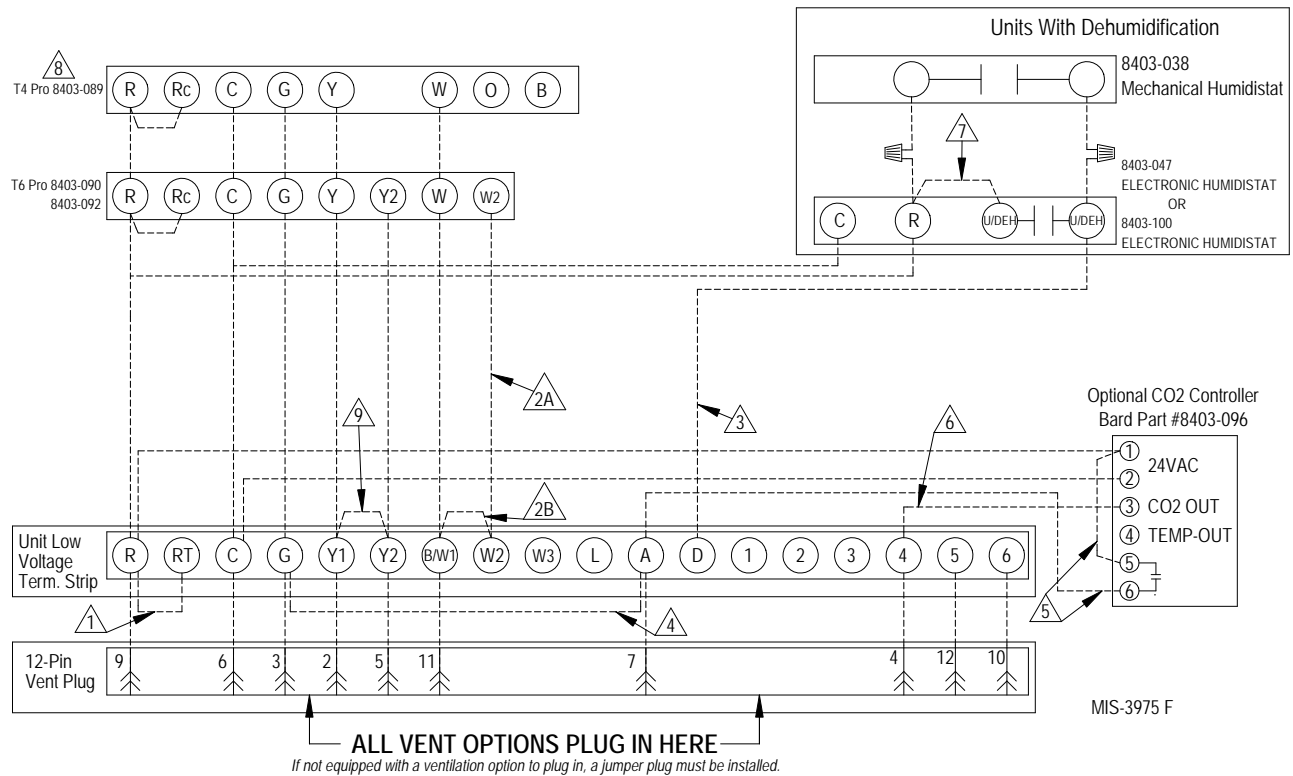 Units With Dehumidification
8403-038
Mechanical Humidistat
8
T4 Pro 8403-089
R Rc C G Y W O B
7
T6 Pro 8403-090
8403-092
R Rc C G Y Y2 W W2
8403-047
ELECTRONIC HUMIDISTAT
OR
8403-100
ELECTRONIC HUMIDISTAT
C R U/DEH U/DEH
2A
9
3
6
2B
Optional CO2 Controller
Bard Part #8403-096
1
24VAC
2
3 CO2 OUT
4 TEMP-OUT
5
6
5
Unit Low
Voltage
Term. Strip
R RT C G Y1 Y2 B/W1 W2 W3 L A D 1 2 3 4 5 6
1
4
12-Pin
Vent Plug
9 6 3 2 5 11 7 4 12 10
MIS-3975 F
ALL VENT OPTIONS PLUG IN HERE
If not equipped with a ventilation option to plug in, a jumper plug must be installed.